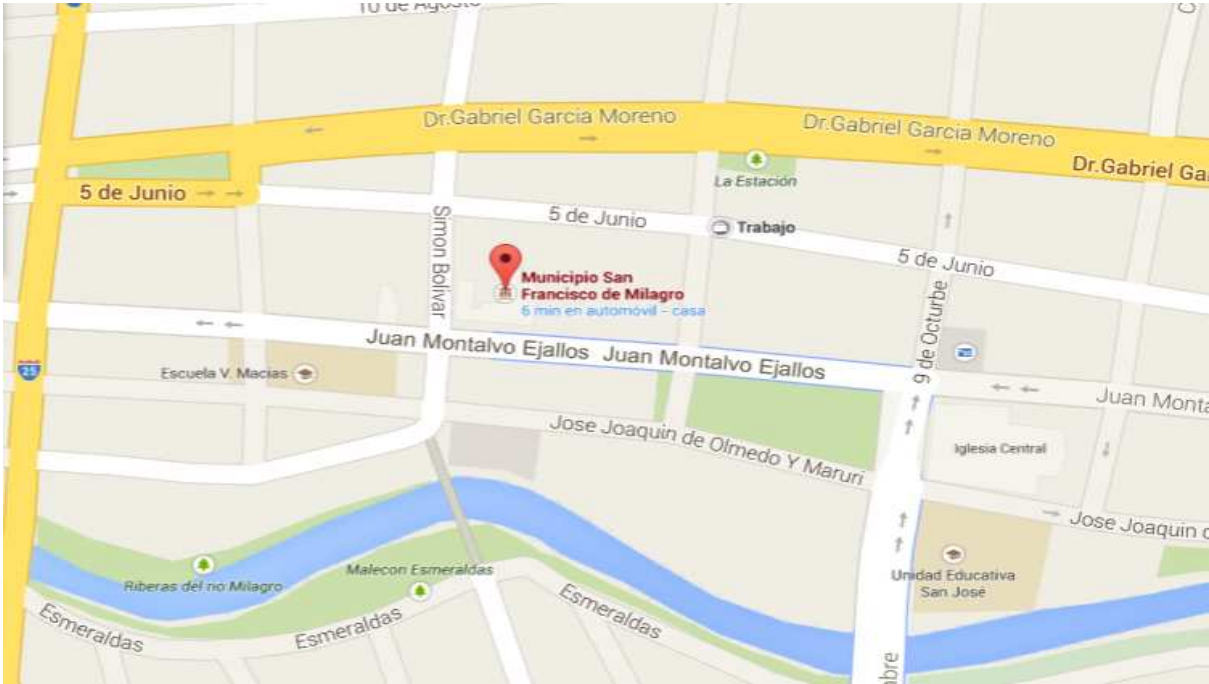 10 de Agosto
Dr.Gabriel Garcia Moreno
Dr.Gabriel Garcia Moreno
Dr.Gabriel Ga
La Estación
5 de Junio
5 de Junio
Trabajo
5 de Junio
Simon Bolivar
Municipio San
Francisco de Milagro
6 min en automóvil - casa
9 de Octurbe
Juan Montalvo Ejallos Juan Montalvo Ejallos
25
Escuela V. Macias
Juan Monta
Jose Joaquin de Olmedo Y Maruri
Iglesia Central
Jose Joaquin
Malecon Esmeraldas
Riberas del rio Milagro
Unidad Educativa
San José
Esmeraldas
Esmeraldas
Esmeraldas
bre